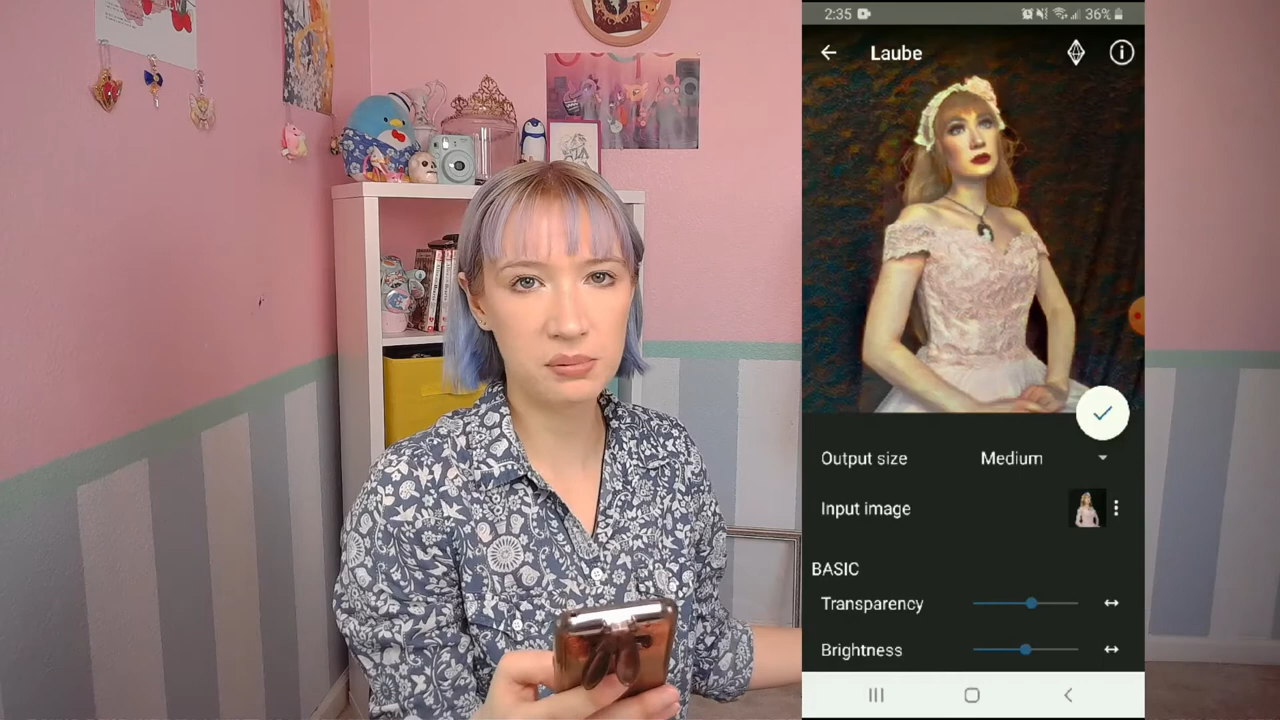 2:35
36%
Laube
Output size
Medium
Input image
BASIC
Transparency
Brightness